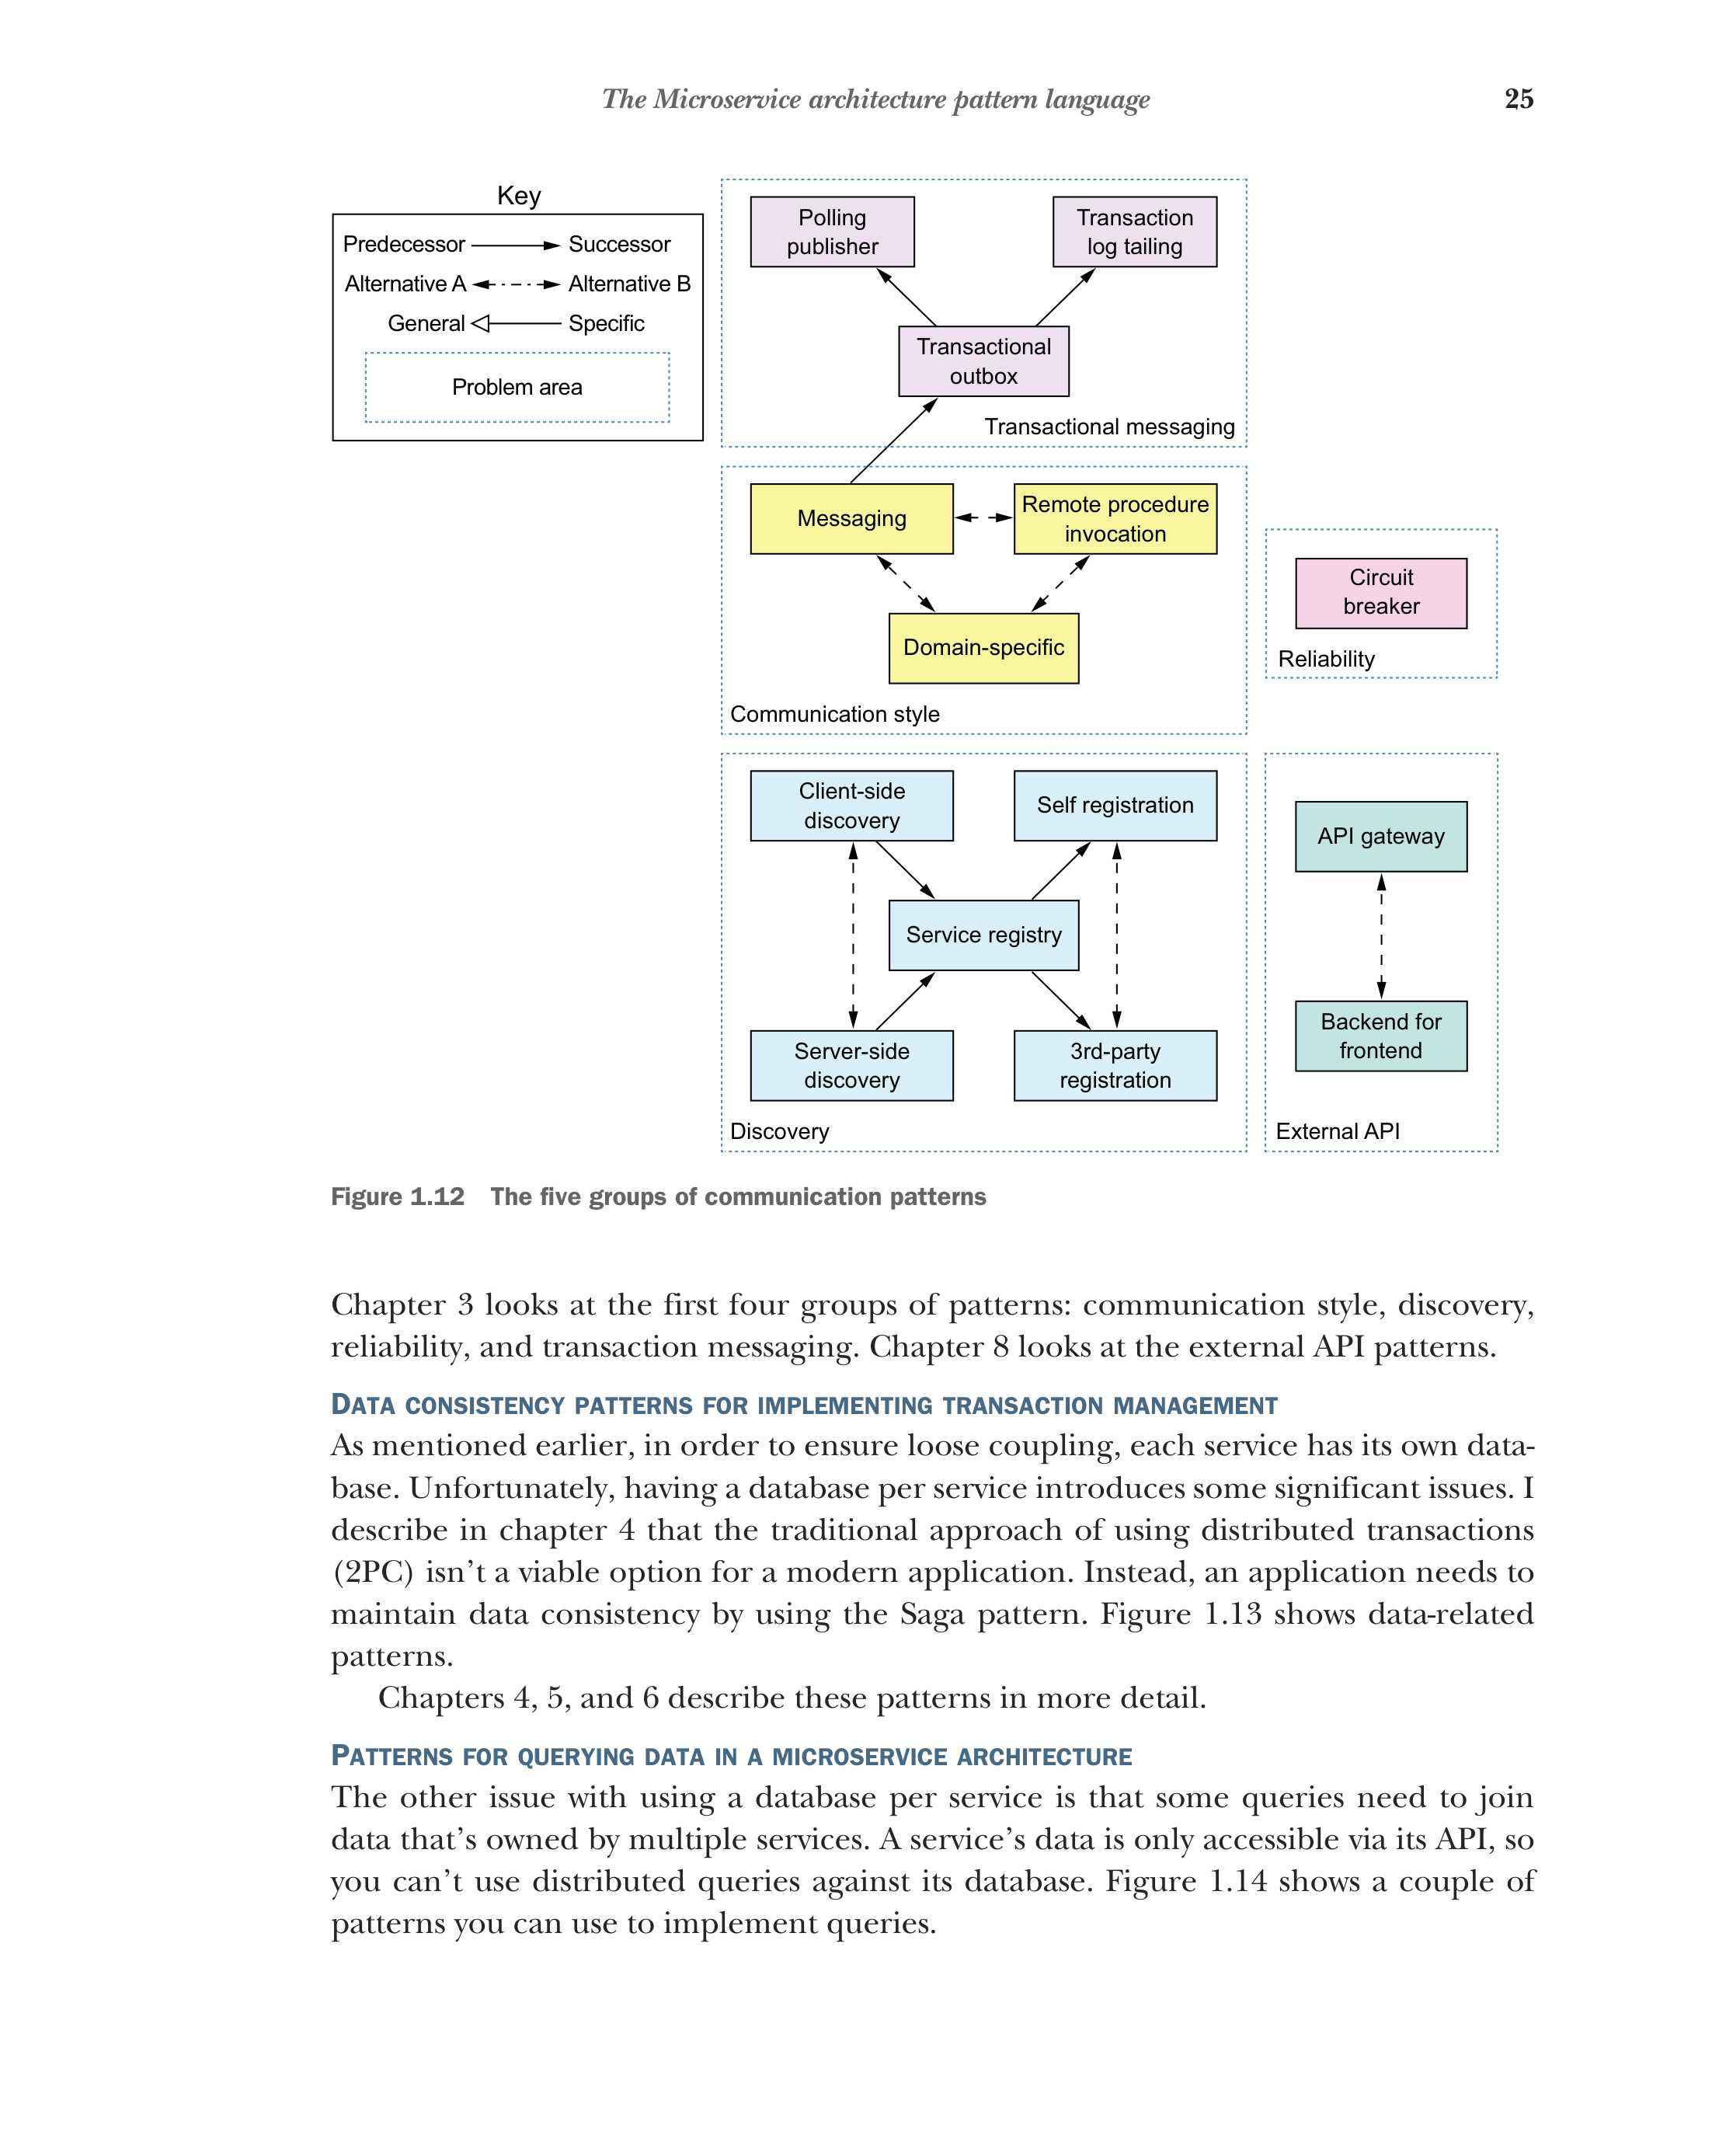 The Microservice architecture pattern language 25
Key
Predecessor Successor
Alternative A Alternative B
General Specific
Problem area
Polling
publisher
Transaction
log tailing
Transactional
outbox
Transactional messaging
Messaging
Remote procedure
invocation
Domain-specific
Communication style
Circuit
breaker
Reliability
Client-side
discovery
Self registration
Service registry
Server-side
discovery
3rd-party
registration
Discovery
API gateway
Backend for
frontend
External API
Figure 1.12 The five groups of communication patterns
Chapter 3 looks at the first four groups of patterns: communication style, discovery,
reliability, and transaction messaging. Chapter 8 looks at the external API patterns.
DATA CONSISTENCY PATTERNS FOR IMPLEMENTING TRANSACTION MANAGEMENT
As mentioned earlier, in order to ensure loose coupling, each service has its own data-
base. Unfortunately, having a database per service introduces some significant issues. I
describe in chapter 4 that the traditional approach of using distributed transactions
(2PC) isn’t a viable option for a modern application. Instead, an application needs to
maintain data consistency by using the Saga pattern. Figure 1.13 shows data-related
patterns.
Chapters 4, 5, and 6 describe these patterns in more detail.
PATTERNS FOR QUERYING DATA IN A MICROSERVICE ARCHITECTURE
The other issue with using a database per service is that some queries need to join
data that’s owned by multiple services. A service’s data is only accessible via its API, so
you can’t use distributed queries against its database. Figure 1.14 shows a couple of
patterns you can use to implement queries.